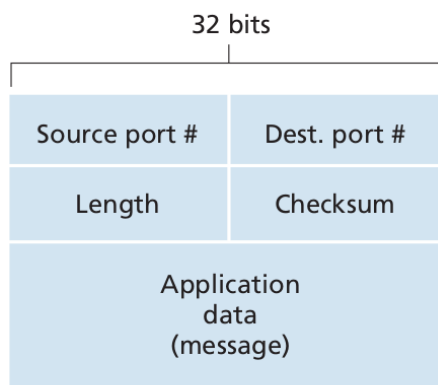 32 bits
Source port #
Dest. port #
Length
Checksum
Application
data
(message)